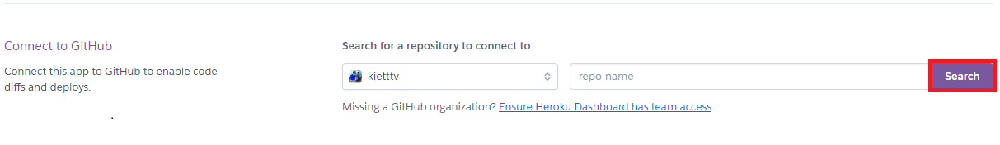 Connect to GitHub
Connect this app to GitHub to enable code
diffs and deploys.
Search for a repository to connect to
kietttv
repo-name
Search
Missing a GitHub organization? Ensure Heroku Dashboard has team access.